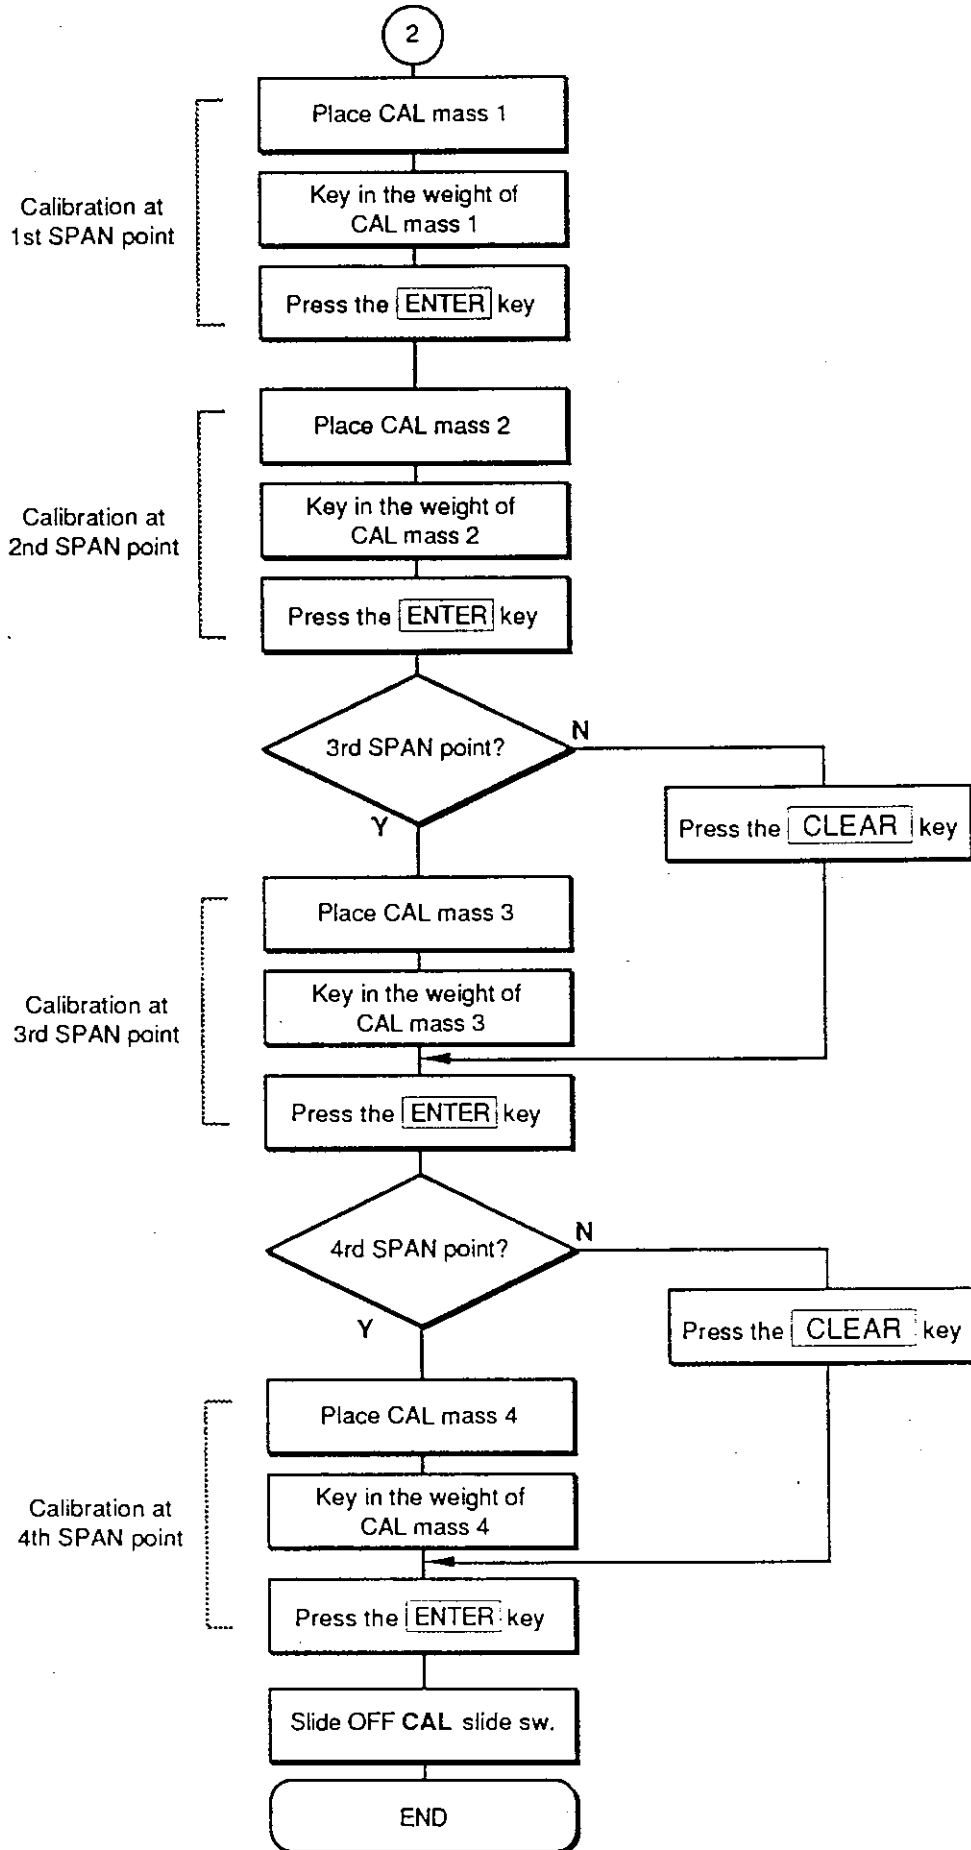 2
Place CAL mass 1
Key in the weight of
CAL mass 1
Calibration at
1st SPAN point
Press the ENTER key
Place CAL mass 2
Key in the weight of
CAL mass 2
Calibration at
2nd SPAN point
Press the ENTER key
3rd SPAN point?
N
Y
Press the CLEAR key
Place CAL mass 3
Key in the weight of
CAL mass 3
Calibration at
3rd SPAN point
Press the ENTER key
4rd SPAN point?
N
Y
Press the CLEAR key
Place CAL mass 4
Key in the weight of
CAL mass 4
Calibration at
4th SPAN point
Press the ENTER key
Slide OFF CAL slide sw.
END